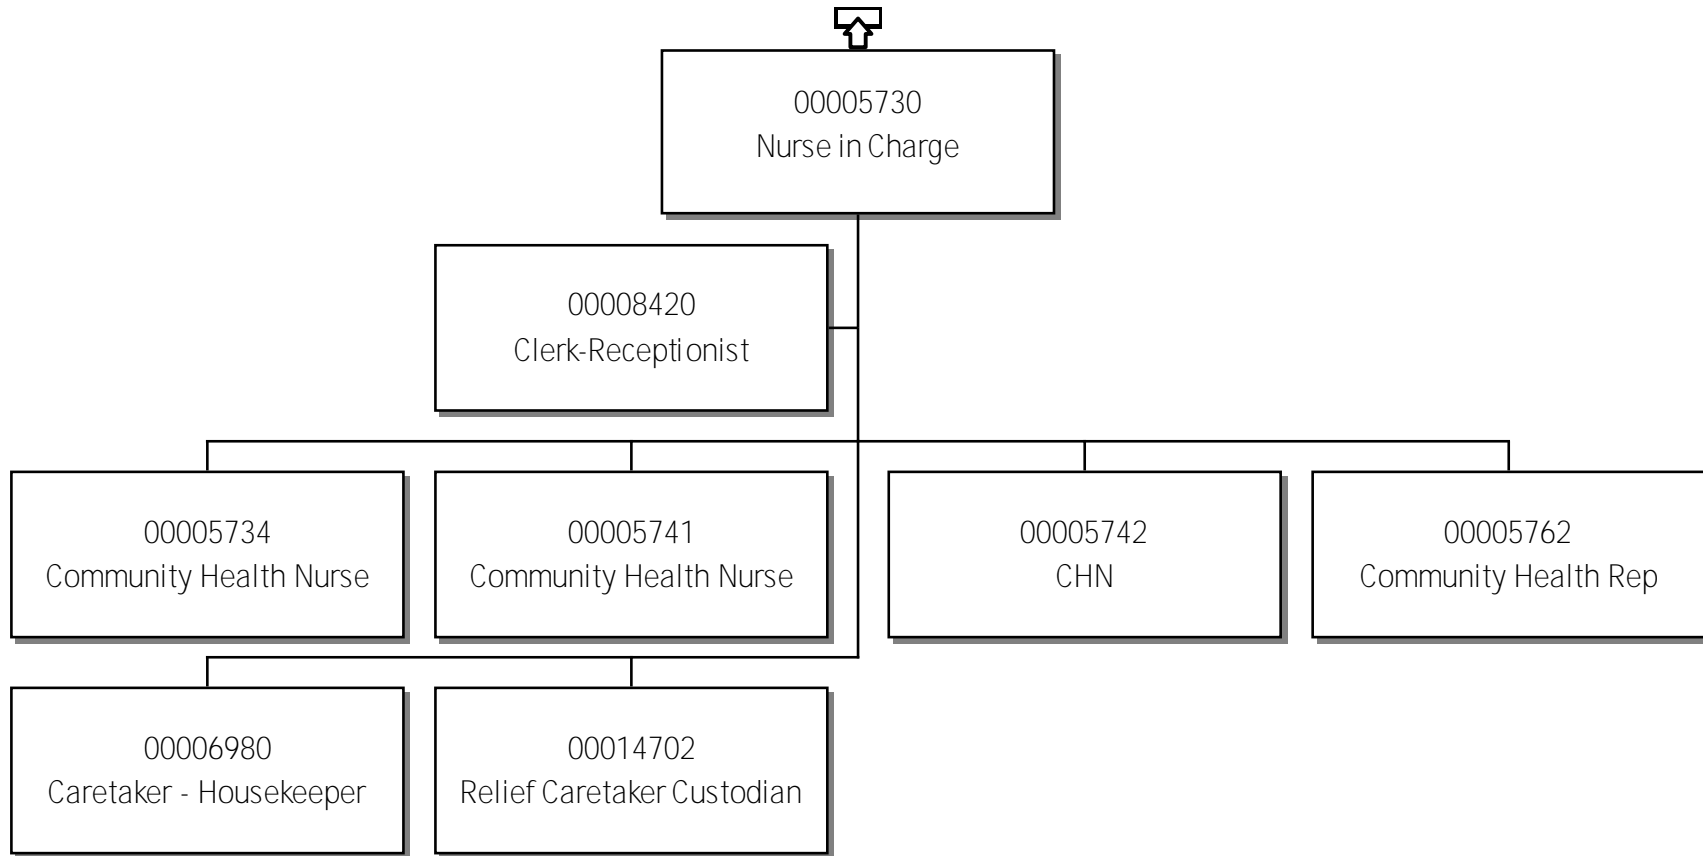 00005730
Nurse in Charge
00008420
Clerk-Receptionist
00005734
Community Health Nurse
00005741
Community Health Nurse
00005742
CHN
00005762
Community Health Rep
00006980
Caretaker - Housekeeper
00014702
Relief Caretaker Custodian